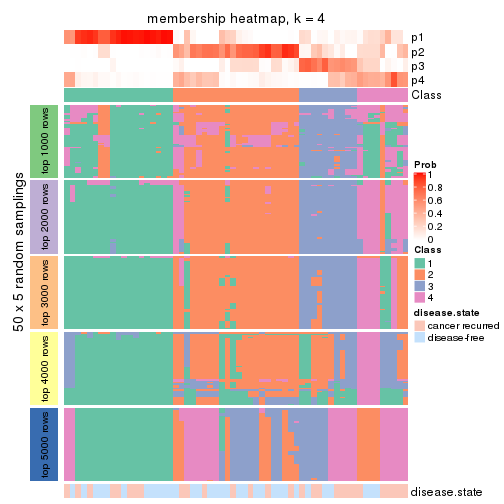 membership heatmap, k = 4
p1
p2
p3
p4
Class
50 x 5 random samplings
top 1000 rows
top 2000 rows
top 3000 rows
top 4000 rows
top 5000 rows
Prob
1
0.8
0.6
0.4
0.2
0
Class
1
2
3
4
disease.state
cancer recurred
disease-free
disease.state